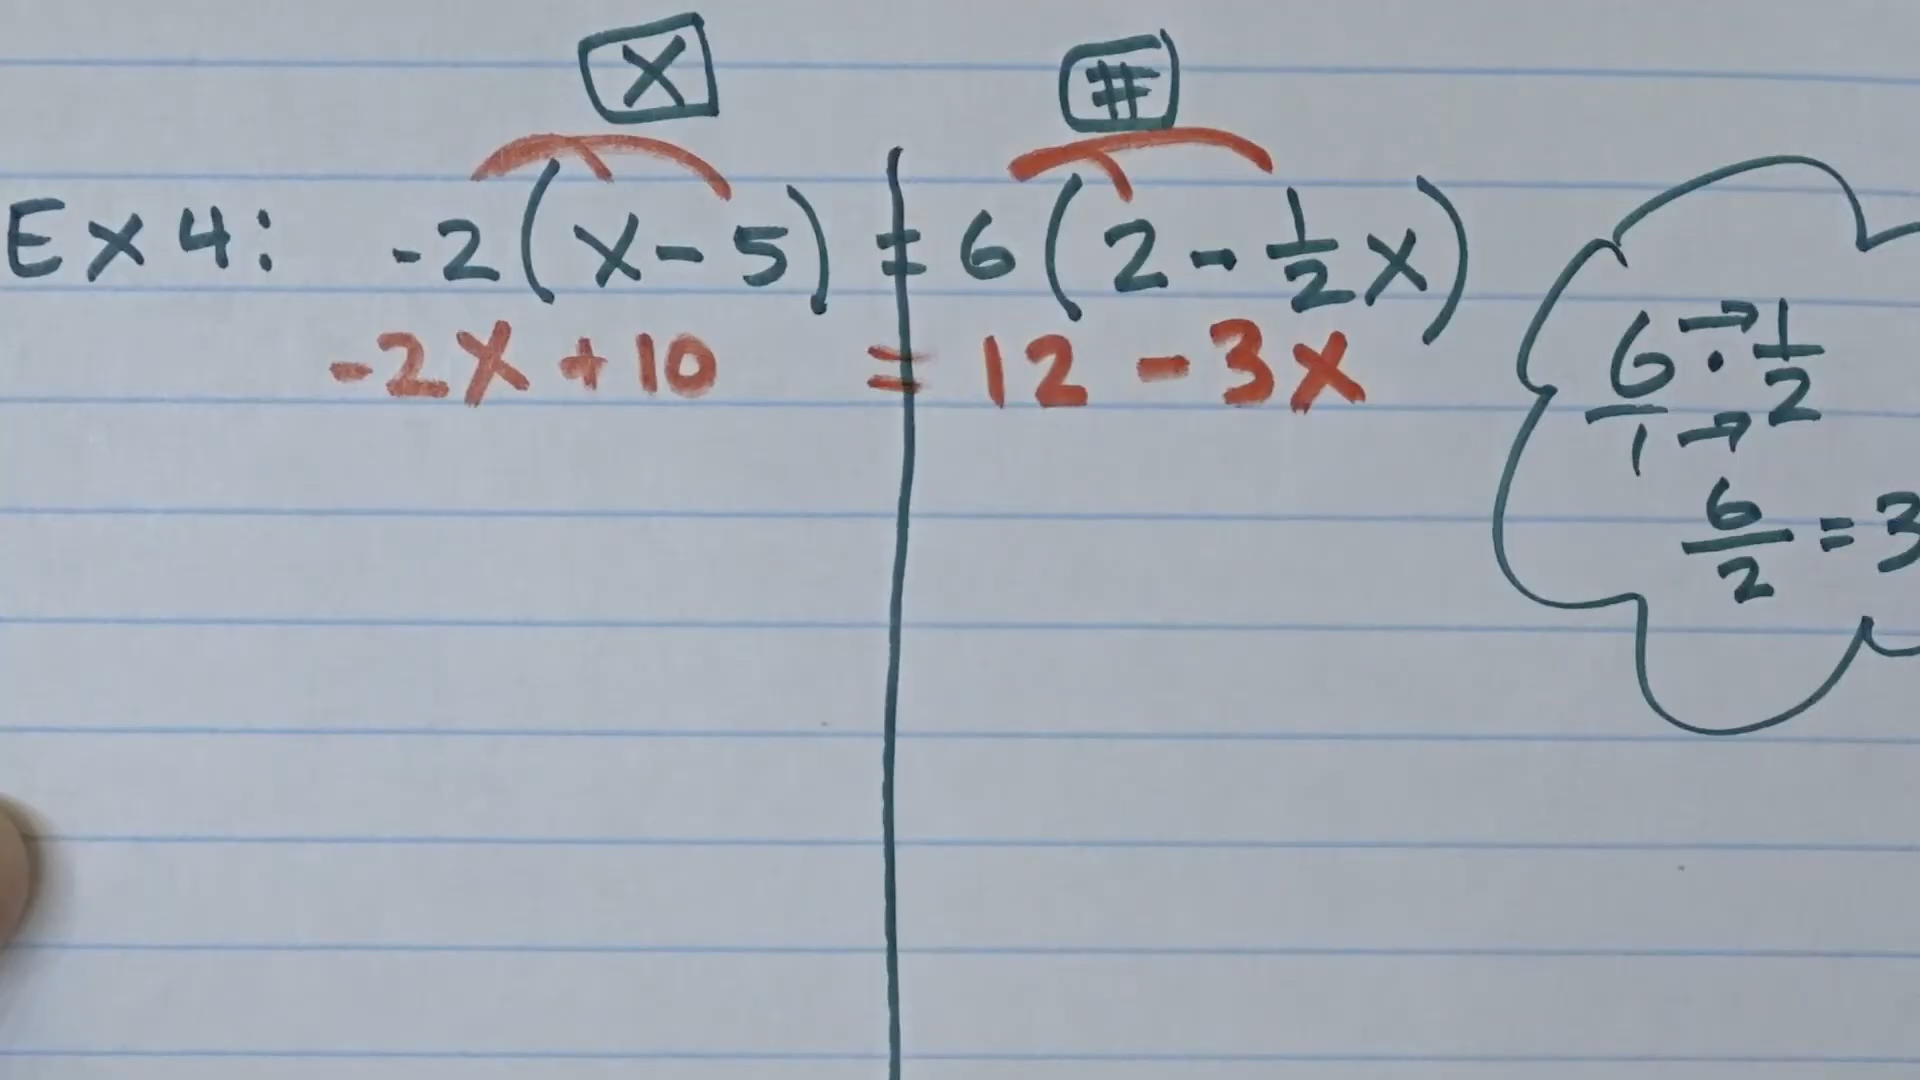 X #
Ex 4: -2(x - 5) = 6(2 - 1/2 x)
-2x + 10 = 12 - 3x
6/1 → · → 1/2
6/2 = 3